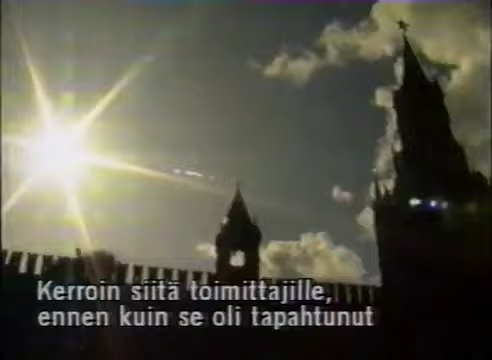 Kerroin siitä toimittajille,
ennen kuin se oli tapahtunut